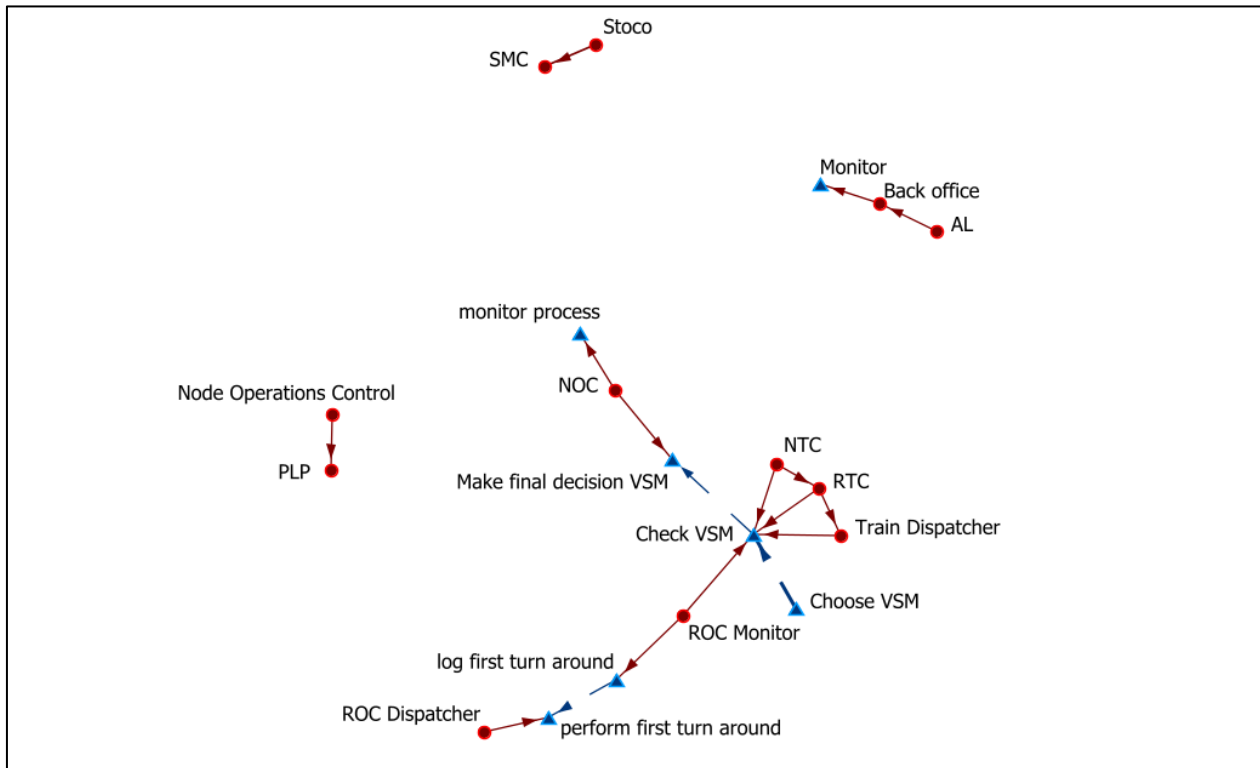 Stoco
SMC
Monitor
Back office
AL
monitor process
NOC
Node Operations Control
PLP
NTC
Make final decision VSM
RTC
Check VSM
Train Dispatcher
Choose VSM
ROC Monitor
log first turn around
ROC Dispatcher
perform first turn around